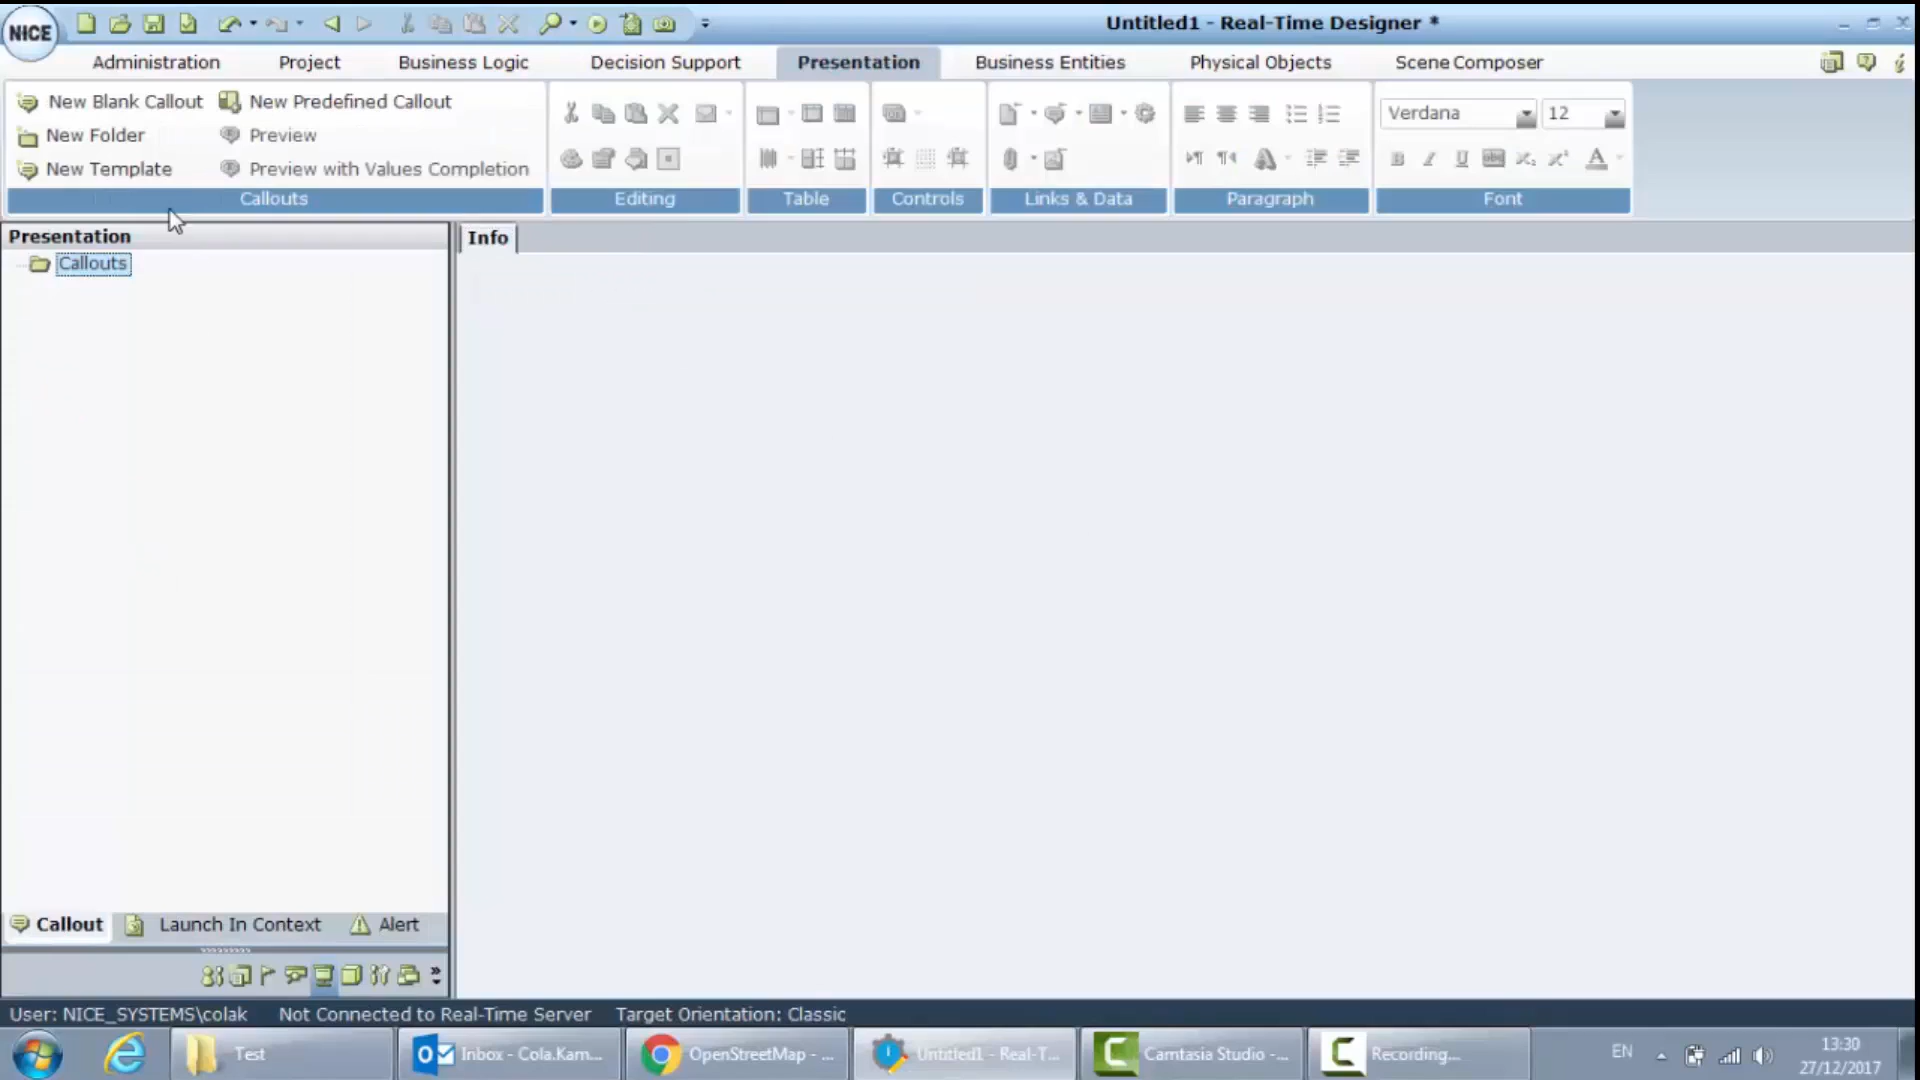 NICE
Untitled1 - Real-Time Designer *
Administration Project Business Logic Decision Support Presentation Business Entities Physical Objects Scene Composer
New Blank Callout New Predefined Callout
Verdana 12
New Folder Preview
New Template Preview with Values Completion
Callouts Editing Table Controls Links & Data Paragraph Font
Presentation
Info
Callouts
Callout Launch In Context Alert
User: NICE_SYSTEMS\colak Not Connected to Real-Time Server Target Orientation: Classic
Test Inbox - Cola.Kam... OpenStreetMap - ... Untitled1 - Real-T... Camtasia Studio -... Recording... EN 13:30
27/12/2017